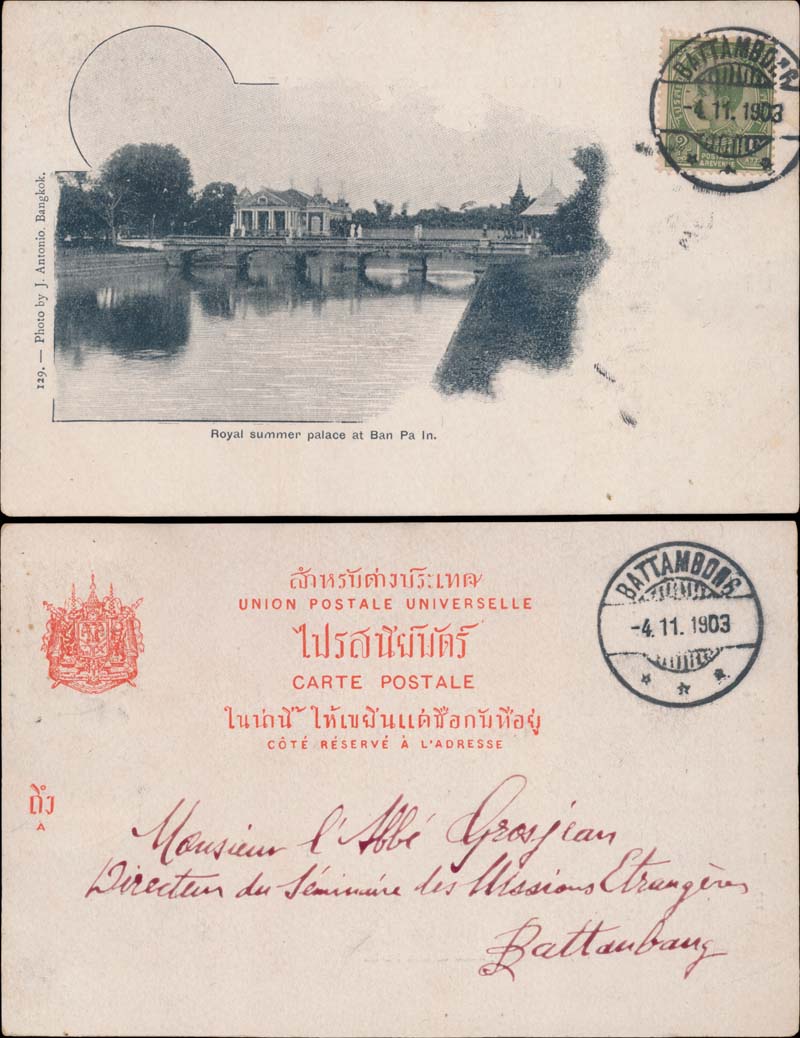 129. — Photo by J. Antonio, Bangkok.
BATTAMBONG
-4.11.1903
2
POSTAGE
& REVENUE
Royal summer palace at Ban Pa In.
สำหรับต่างประเทศ
UNION POSTALE UNIVERSELLE
ไปรสนียบัตร์
CARTE POSTALE
ในน่านี้ ให้เขยีนแต่ชื่อกับที่อยู่
CÔTÉ RÉSERVÉ À L'ADRESSE
BATTAMBONG
-4.11.1903
ถึง
A
Monsieur l'Abbé Grosjean
Directeur du Séminaire des Missions Etrangères
Battanbang